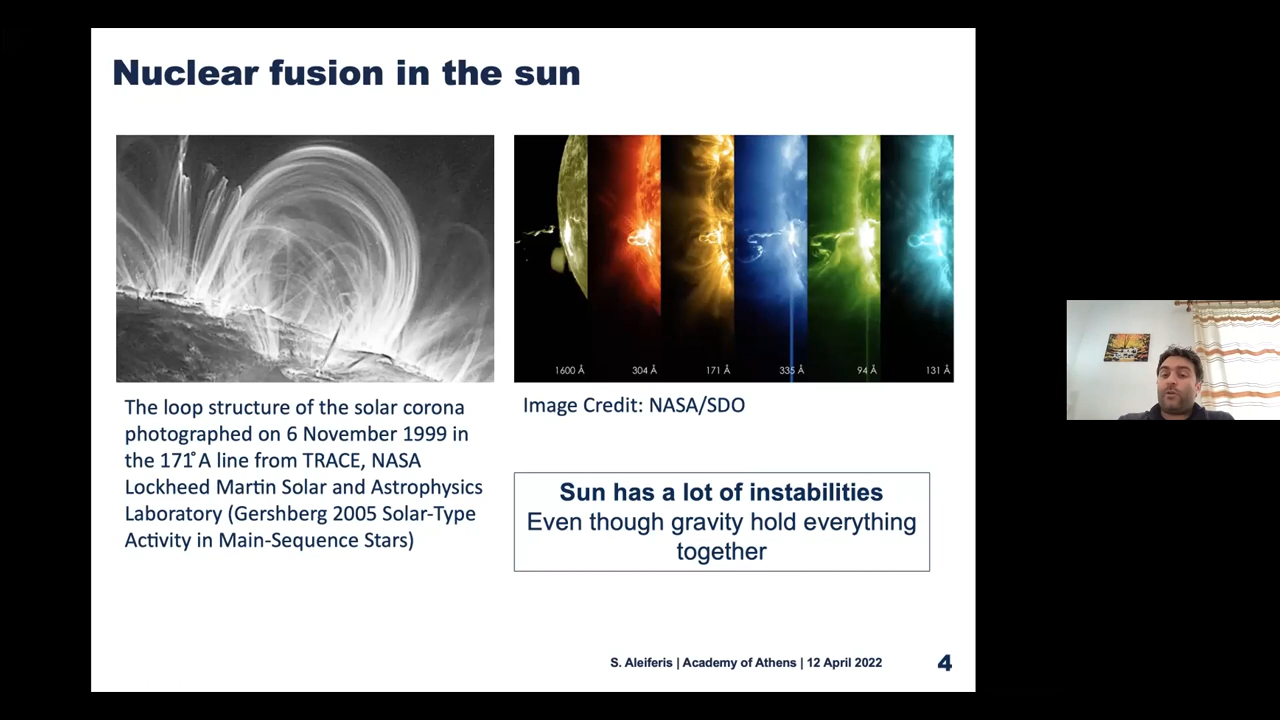 Nuclear fusion in the sun
1600 Å
304 Å
171 Å
335 Å
94 Å
131 Å
The loop structure of the solar corona
photographed on 6 November 1999 in
the 171°A line from TRACE, NASA
Lockheed Martin Solar and Astrophysics
Laboratory (Gershberg 2005 Solar-Type
Activity in Main-Sequence Stars)
Image Credit: NASA/SDO
Sun has a lot of instabilities
Even though gravity hold everything
together
S. Aleiferis | Academy of Athens | 12 April 2022
4